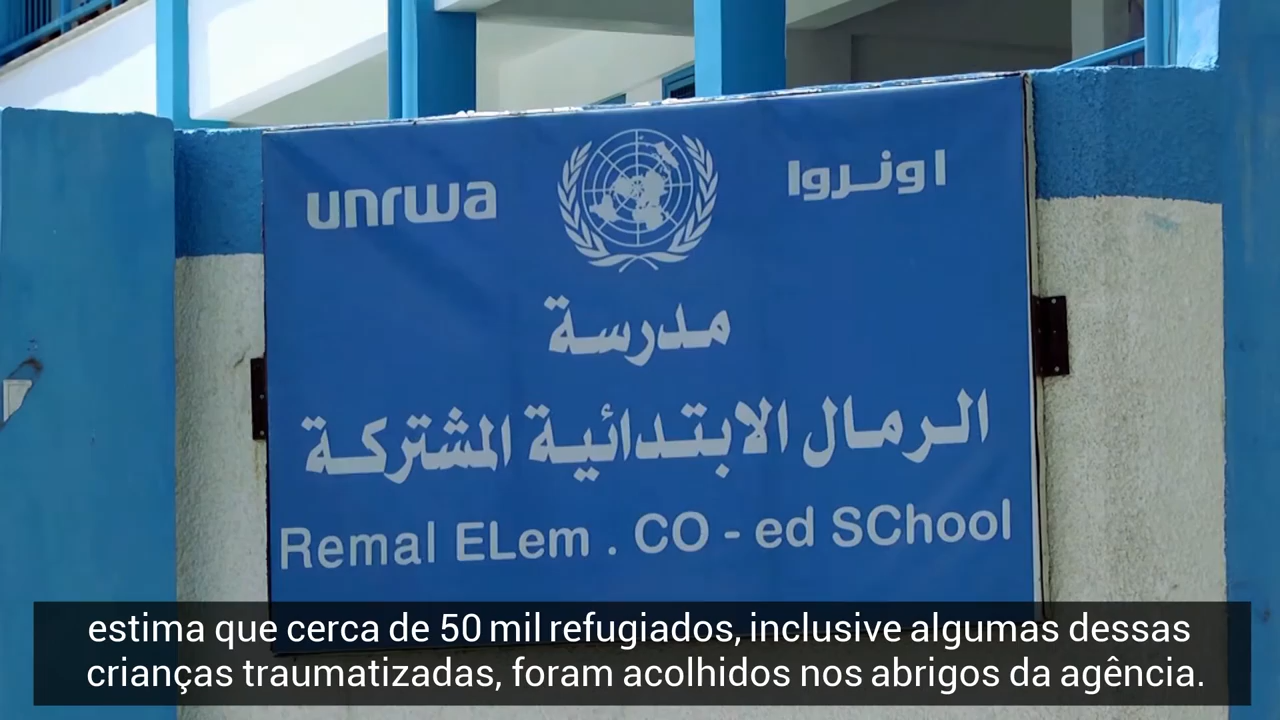 unrwa
اونروا
مدرسة
الرمال الابتدائية المشتركة
Remal ELem . CO - ed SChool
estima que cerca de 50 mil refugiados, inclusive algumas dessas
crianças traumatizadas, foram acolhidos nos abrigos da agência.